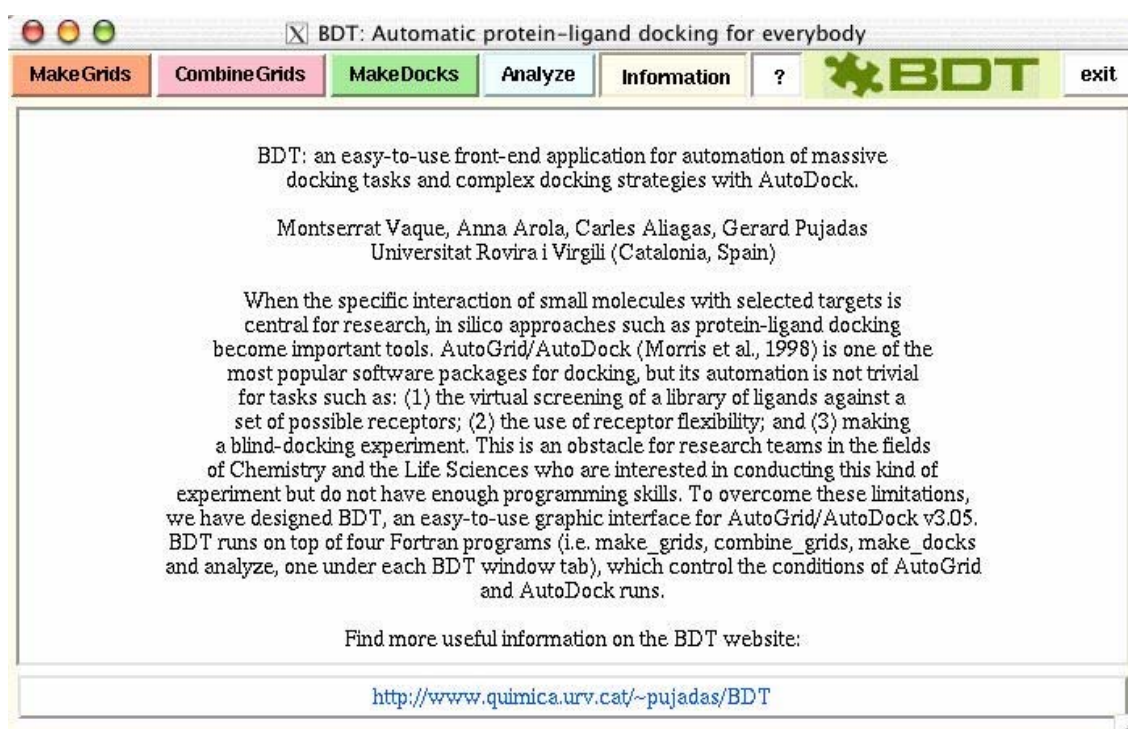 BDT: Automatic protein-ligand docking for everybody
MakeGrids CombineGrids MakeDocks Analyze Information ? BDT exit
BDT: an easy-to-use front-end application for automation of massive
docking tasks and complex docking strategies with AutoDock.
Montserrat Vaque, Anna Arola, Carles Aliagas, Gerard Pujadas
Universitat Rovira i Virgili (Catalonia, Spain)
When the specific interaction of small molecules with selected targets is
central for research, in silico approaches such as protein-ligand docking
become important tools. AutoGrid/AutoDock (Morris et al., 1998) is one of the
most popular software packages for docking, but its automation is not trivial
for tasks such as: (1) the virtual screening of a library of ligands against a
set of possible receptors; (2) the use of receptor flexibility; and (3) making
a blind-docking experiment. This is an obstacle for research teams in the fields
of Chemistry and the Life Sciences who are interested in conducting this kind of
experiment but do not have enough programming skills. To overcome these limitations,
we have designed BDT, an easy-to-use graphic interface for AutoGrid/AutoDock v3.05.
BDT runs on top of four Fortran programs (i.e. make_grids, combine_grids, make_docks
and analyze, one under each BDT window tab), which control the conditions of AutoGrid
and AutoDock runs.
Find more useful information on the BDT website:
http://www.quimica.urv.cat/~pujadas/BDT